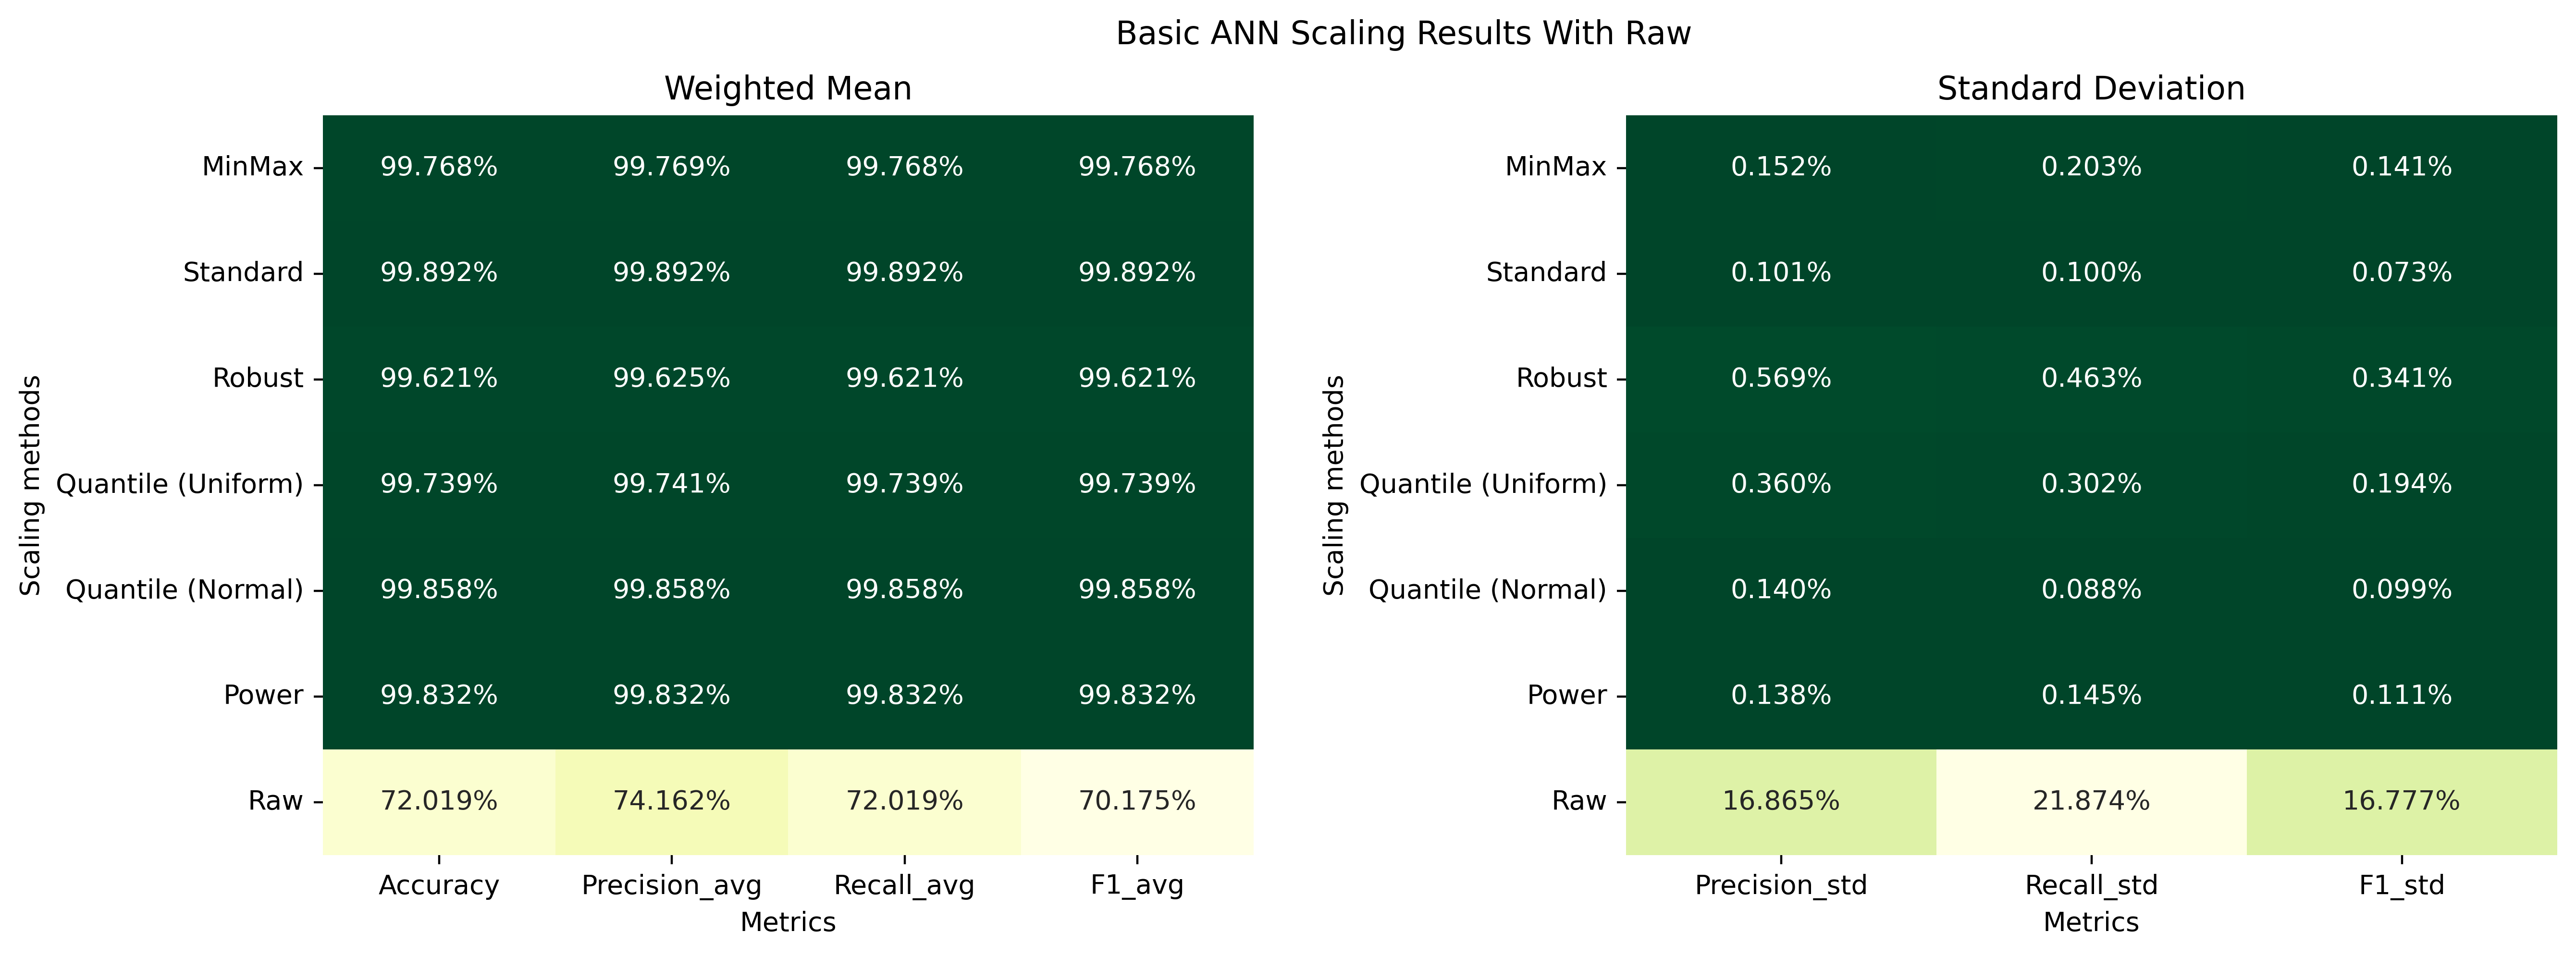 Basic ANN Scaling Results With Raw
Weighted Mean
Scaling methods
MinMax 99.768% 99.769% 99.768% 99.768%
Standard 99.892% 99.892% 99.892% 99.892%
Robust 99.621% 99.625% 99.621% 99.621%
Quantile (Uniform) 99.739% 99.741% 99.739% 99.739%
Quantile (Normal) 99.858% 99.858% 99.858% 99.858%
Power 99.832% 99.832% 99.832% 99.832%
Raw 72.019% 74.162% 72.019% 70.175%
Accuracy Precision_avg Recall_avg F1_avg
Metrics
Standard Deviation
Scaling methods
MinMax 0.152% 0.203% 0.141%
Standard 0.101% 0.100% 0.073%
Robust 0.569% 0.463% 0.341%
Quantile (Uniform) 0.360% 0.302% 0.194%
Quantile (Normal) 0.140% 0.088% 0.099%
Power 0.138% 0.145% 0.111%
Raw 16.865% 21.874% 16.777%
Precision_std Recall_std F1_std
Metrics